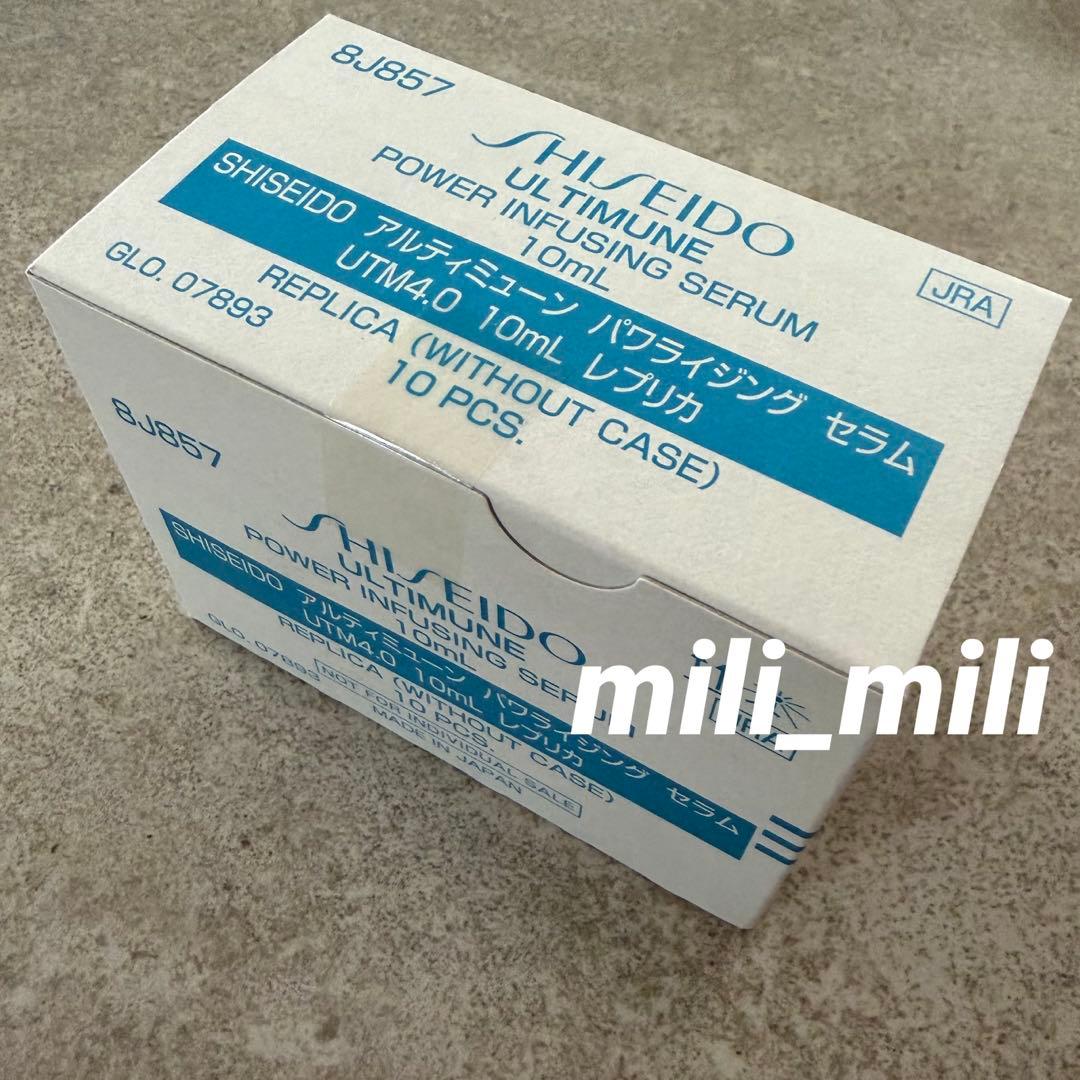 8J857
SHISEIDO
ULTIMUNE
POWER INFUSING SERUM
10mL
SHISEIDO アルティミューン パワライジング セラム
UTM4.0 10mL レプリカ
REPLICA (WITHOUT CASE)
10 PCS.
GLO. 07893
JRA
8J857
SHISEIDO
ULTIMUNE
POWER INFUSING SERUM
10mL
SHISEIDO アルティミューン パワライジング セラム
UTM4.0 10mL レプリカ
REPLICA (WITHOUT CASE)
10 PCS.
GLO. 07893
NOT FOR INDIVIDUAL SALE
MADE IN JAPAN
JRA
mili_mili